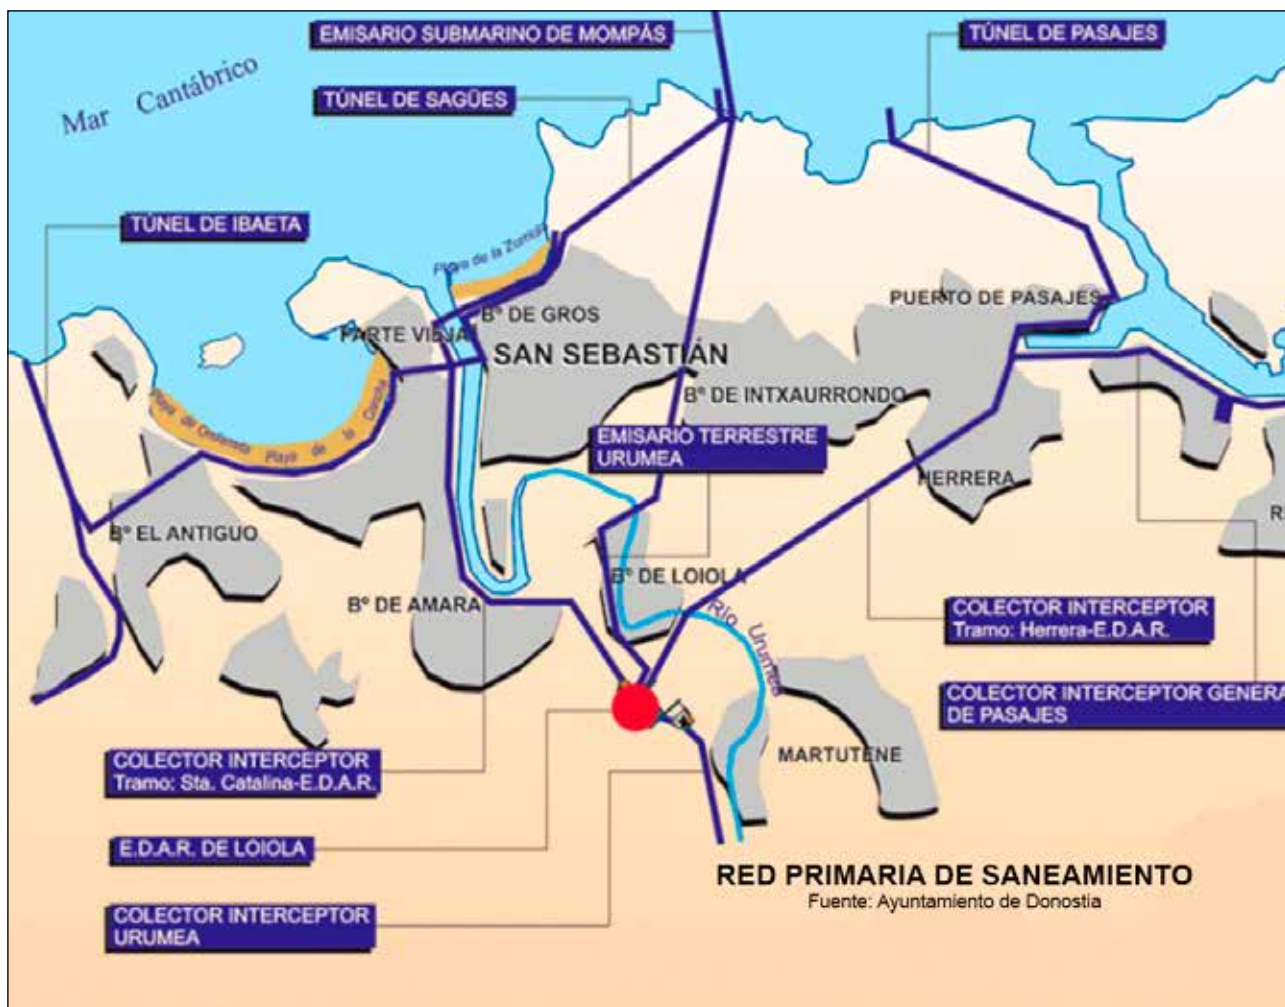 EMISARIO SUBMARINO DE MOMPÁS
TÚNEL DE PASAJES
Mar Cantábrico
TÚNEL DE SAGÜES
TÚNEL DE IBAETA
Playa de la Zurriola
Bº DE GROS
PUERTO DE PASAJES
PARTE VIEJA
SAN SEBASTIÁN
Bº DE INTXAURRONDO
Playa de Ondarreta
Playa de la Concha
EMISARIO TERRESTRE
URUMEA
HERRERA
Bº EL ANTIGUO
Bº DE LOIOLA
Bº DE AMARA
Río Urumea
COLECTOR INTERCEPTOR
Tramo: Herrera-E.D.A.R.
COLECTOR INTERCEPTOR GENERA
DE PASAJES
MARTUTENE
COLECTOR INTERCEPTOR
Tramo: Sta. Catalina-E.D.A.R.
E.D.A.R. DE LOIOLA
RED PRIMARIA DE SANEAMIENTO
Fuente: Ayuntamiento de Donostia
COLECTOR INTERCEPTOR
URUMEA